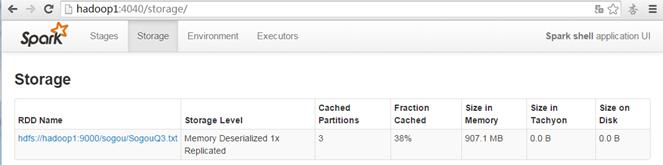 hadoop1:4040/storage/
Spark Stages Storage Environment Executors Spark shell application UI
Storage
RDD Name Storage Level Cached Partitions Fraction Cached Size in Memory Size in Tachyon Size on Disk
hdfs://hadoop1:9000/sogou/SogouQ3.txt Memory Deserialized 1x Replicated 3 38% 907.1 MB 0.0 B 0.0 B